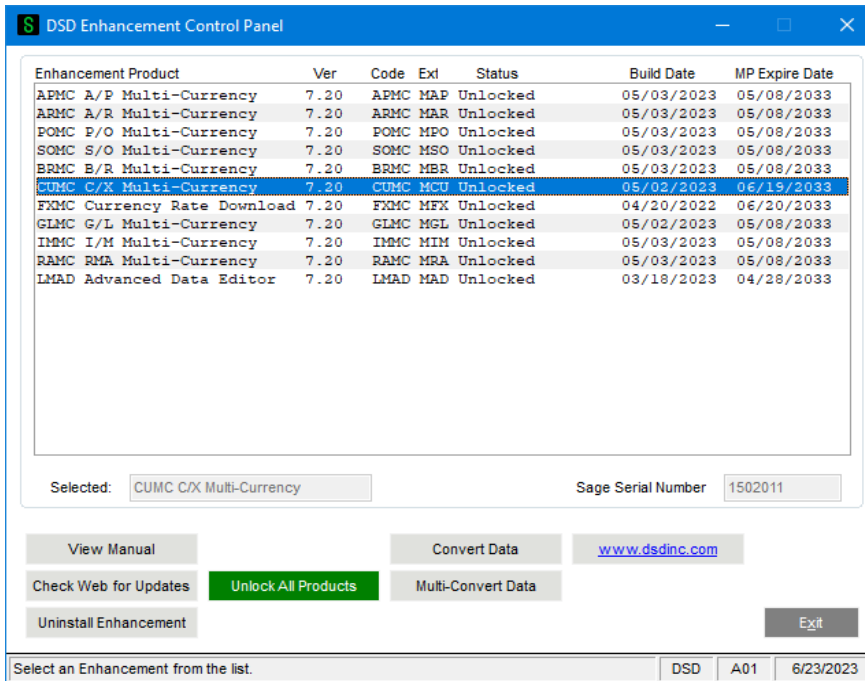 DSD Enhancement Control Panel
Enhancement Product Ver Code Ext Status Build Date MP Expire Date
APMC A/P Multi-Currency 7.20 APMC MAP Unlocked 05/03/2023 05/08/2033
ARMC A/R Multi-Currency 7.20 ARMC MAR Unlocked 05/03/2023 05/08/2033
POMC P/O Multi-Currency 7.20 POMC MPO Unlocked 05/03/2023 05/08/2033
SOMC S/O Multi-Currency 7.20 SOMC MSO Unlocked 05/03/2023 05/08/2033
BRMC B/R Multi-Currency 7.20 BRMC MBR Unlocked 05/03/2023 05/08/2033
CUMC C/X Multi-Currency 7.20 CUMC MCU Unlocked 05/02/2023 06/19/2033
FXMC Currency Rate Download 7.20 FXMC MFX Unlocked 04/20/2022 06/20/2033
GLMC G/L Multi-Currency 7.20 GLMC MGL Unlocked 05/02/2023 05/08/2033
IMMC I/M Multi-Currency 7.20 IMMC MIM Unlocked 05/03/2023 05/08/2033
RAMC RMA Multi-Currency 7.20 RAMC MRA Unlocked 05/03/2023 05/08/2033
LMAD Advanced Data Editor 7.20 LMAD MAD Unlocked 03/18/2023 04/28/2033
Selected: CUMC C/X Multi-Currency Sage Serial Number 1502011
View Manual Convert Data www.dsdinc.com
Check Web for Updates Unlock All Products Multi-Convert Data
Uninstall Enhancement Exit
Select an Enhancement from the list. DSD A01 6/23/2023